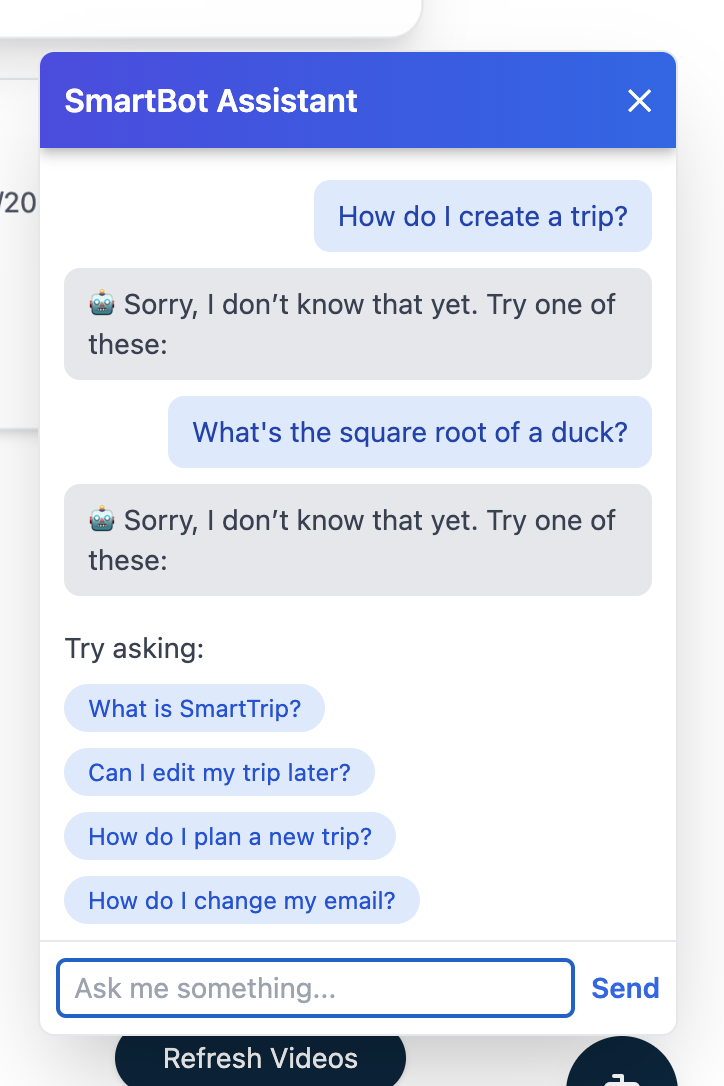 SmartBot Assistant
/20
How do I create a trip?
🤖 Sorry, I don’t know that yet. Try one of
these:
What's the square root of a duck?
🤖 Sorry, I don’t know that yet. Try one of
these:
Try asking:
What is SmartTrip?
Can I edit my trip later?
How do I plan a new trip?
How do I change my email?
Ask me something...
Send
Refresh Videos